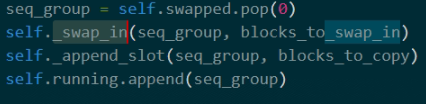 seq_group = self.swapped.pop(0)
self._swap_in(seq_group, blocks_to_swap_in)
self._append_slot(seq_group, blocks_to_copy)
self.running.append(seq_group)